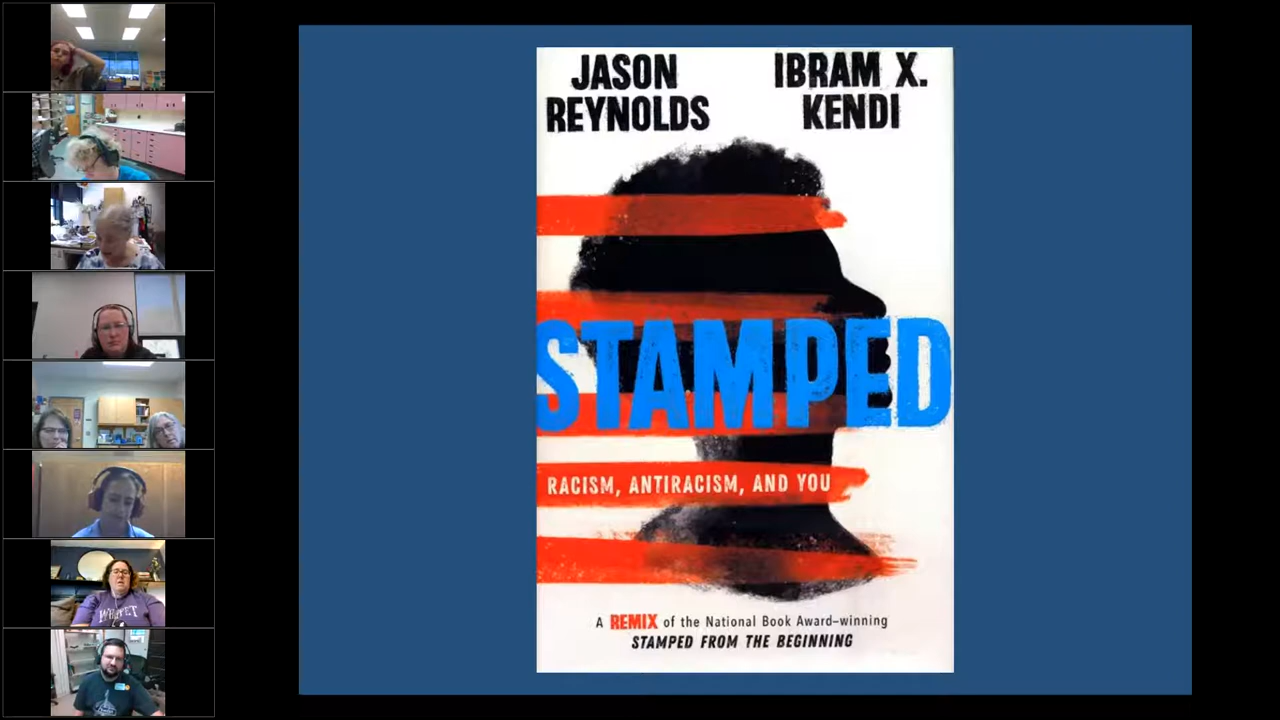 JASON
REYNOLDS
IBRAM X.
KENDI
STAMPED
RACISM, ANTIRACISM, AND YOU
A REMIX of the National Book Award–winning
STAMPED FROM THE BEGINNING